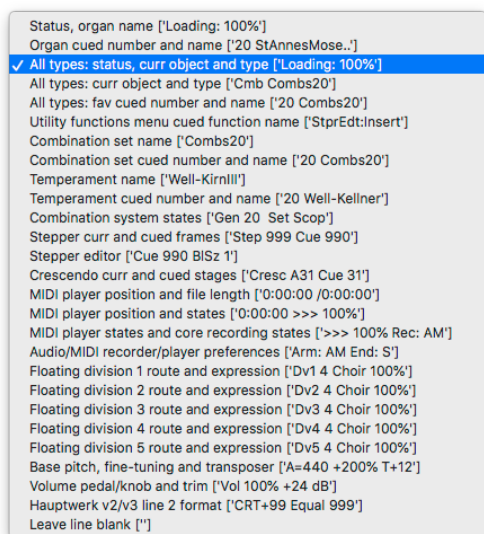 Status, organ name ['Loading: 100%']
Organ cued number and name ['20 StAnnesMose..']
✓ All types: status, curr object and type ['Loading: 100%']
All types: curr object and type ['Cmb Combs20']
All types: fav cued number and name ['20 Combs20']
Utility functions menu cued function name ['StprEdt:Insert']
Combination set name ['Combs20']
Combination set cued number and name ['20 Combs20']
Temperament name ['Well-KirnIII']
Temperament cued number and name ['20 Well-Kellner']
Combination system states ['Gen 20  Set Scop']
Stepper curr and cued frames ['Step 999 Cue 990']
Stepper editor ['Cue 990 BlSz 1']
Crescendo curr and cued stages ['Cresc A31 Cue 31']
MIDI player position and file length ['0:00:00 /0:00:00']
MIDI player position and states ['0:00:00 >>> 100%']
MIDI player states and core recording states ['>>> 100% Rec: AM']
Audio/MIDI recorder/player preferences ['Arm: AM End: S']
Floating division 1 route and expression ['Dv1 4 Choir 100%']
Floating division 2 route and expression ['Dv2 4 Choir 100%']
Floating division 3 route and expression ['Dv3 4 Choir 100%']
Floating division 4 route and expression ['Dv4 4 Choir 100%']
Floating division 5 route and expression ['Dv5 4 Choir 100%']
Base pitch, fine-tuning and transposer ['A=440 +200% T+12']
Volume pedal/knob and trim ['Vol 100% +24 dB']
Hauptwerk v2/v3 line 2 format ['CRT+99 Equal 999']
Leave line blank ['']